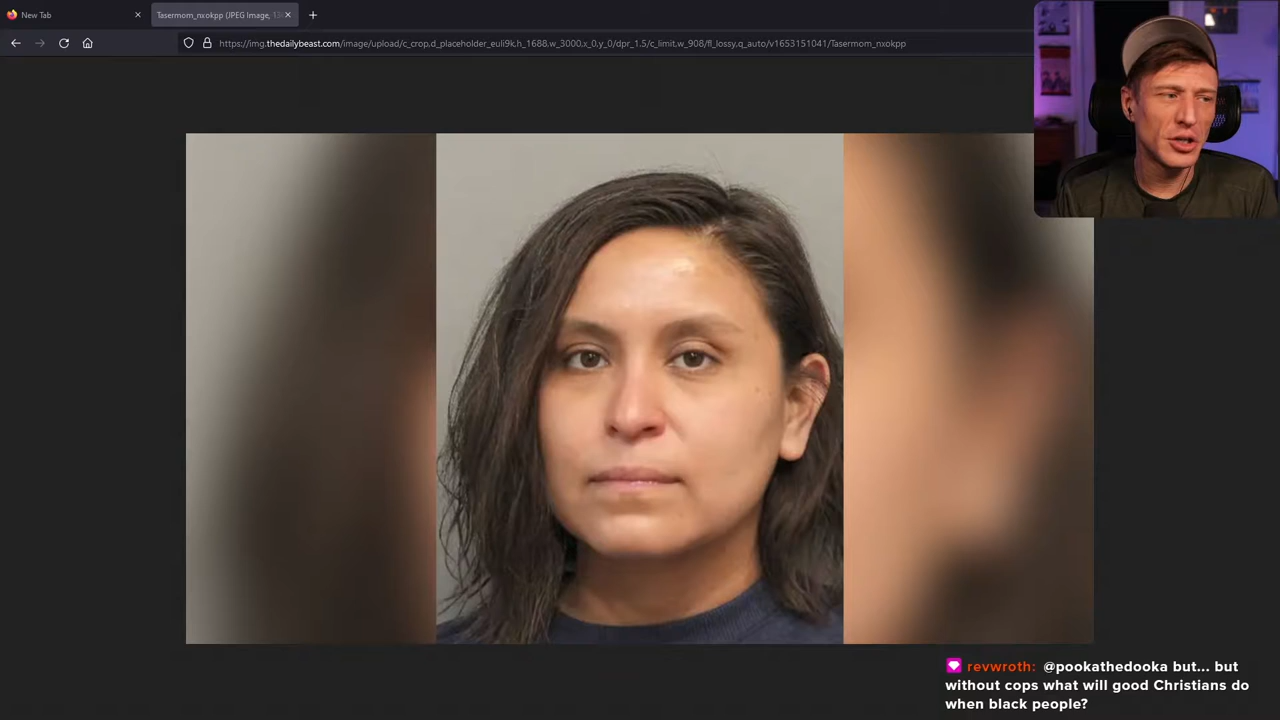 New Tab
Tasermom_nxokpp (JPEG Image, 13
https://img.thedailybeast.com/image/upload/c_crop,d_placeholder_euli9k,h_1688,w_3000,x_0,y_0/dpr_1.5/c_limit,w_908/fl_lossy,q_auto/v1653151041/Tasermom_nxokpp
revwroth: @pookathedooka but... but
without cops what will good Christians do
when black people?